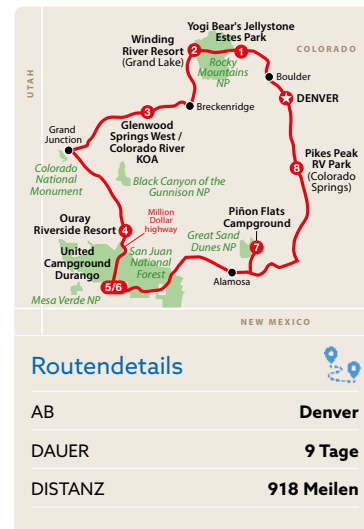 Yogi Bear's Jellystone
Estes Park
Winding
River Resort
(Grand Lake)
2
1
COLORADO
Rocky
Mountains
NP
Boulder
UTAH
DENVER
Breckenridge
3
Glenwood
Springs West /
Colorado River
KOA
Grand
Junction
Colorado
National
Monument
Black Canyon of the
Gunnison NP
8
Pikes Peak
RV Park
(Colorado
Springs)
Ouray
Riverside Resort
4
Million
Dollar
highway
Piñon Flats
Campground
7
Great Sand
Dunes NP
United
Campground
Durango
San Juan
National
Forest
5/6
Alamosa
Mesa Verde NP
NEW MEXICO
Routendetails
AB Denver
DAUER 9 Tage
DISTANZ 918 Meilen